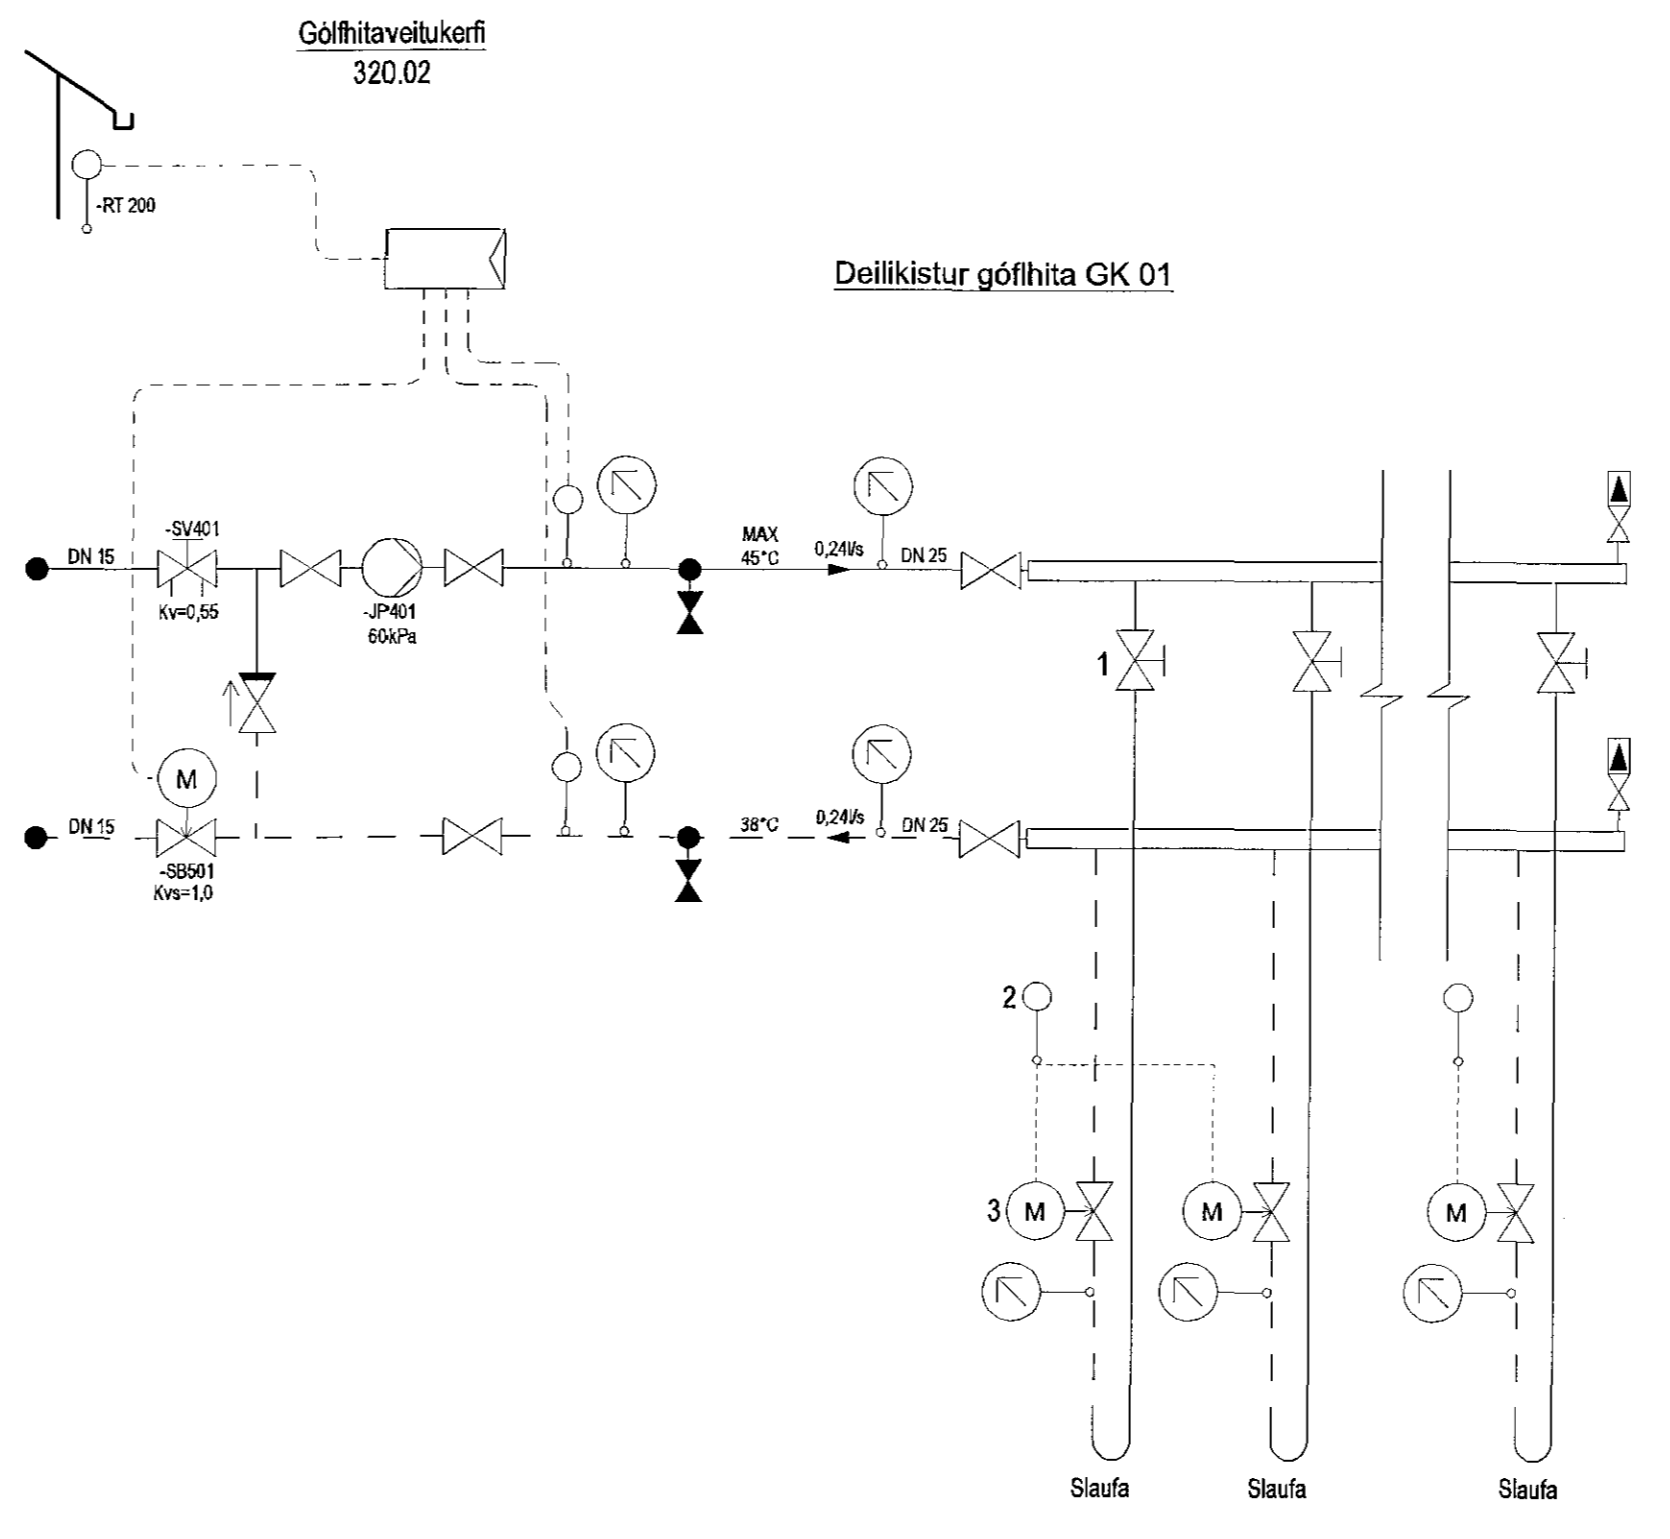 Gólfhitaveitukerfi
320.02
-RT 200
Deilikistur góflhita GK 01
-SV401
DN 15
Kv=0,55
-JP401
60kPa
MAX
45°C
0,24l/s
DN 25
1
M
DN 15
-SB501
Kvs=1,0
38°C
0,24l/s
DN 25
2
3
M
M
M
Slaufa
Slaufa
Slaufa